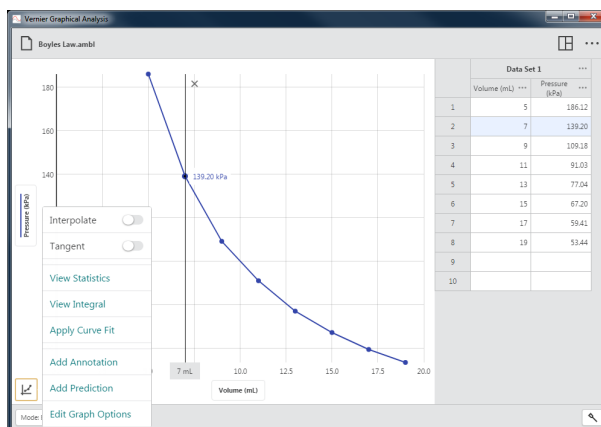 Vernier Graphical Analysis
Boyles Law.ambl
Data Set 1
Volume (mL)
Pressure (kPa)
1 5 186.12
2 7 139.20
3 9 109.18
4 11 91.03
5 13 77.04
6 15 67.20
7 17 59.41
8 19 53.44
9
10
180
160
140
139.20 kPa
Pressure (kPa)
Interpolate
Tangent
View Statistics
View Integral
Apply Curve Fit
Add Annotation
Add Prediction
Edit Graph Options
7 mL
10.0
12.5
15.0
17.5
20.0
Volume (mL)
Mode: